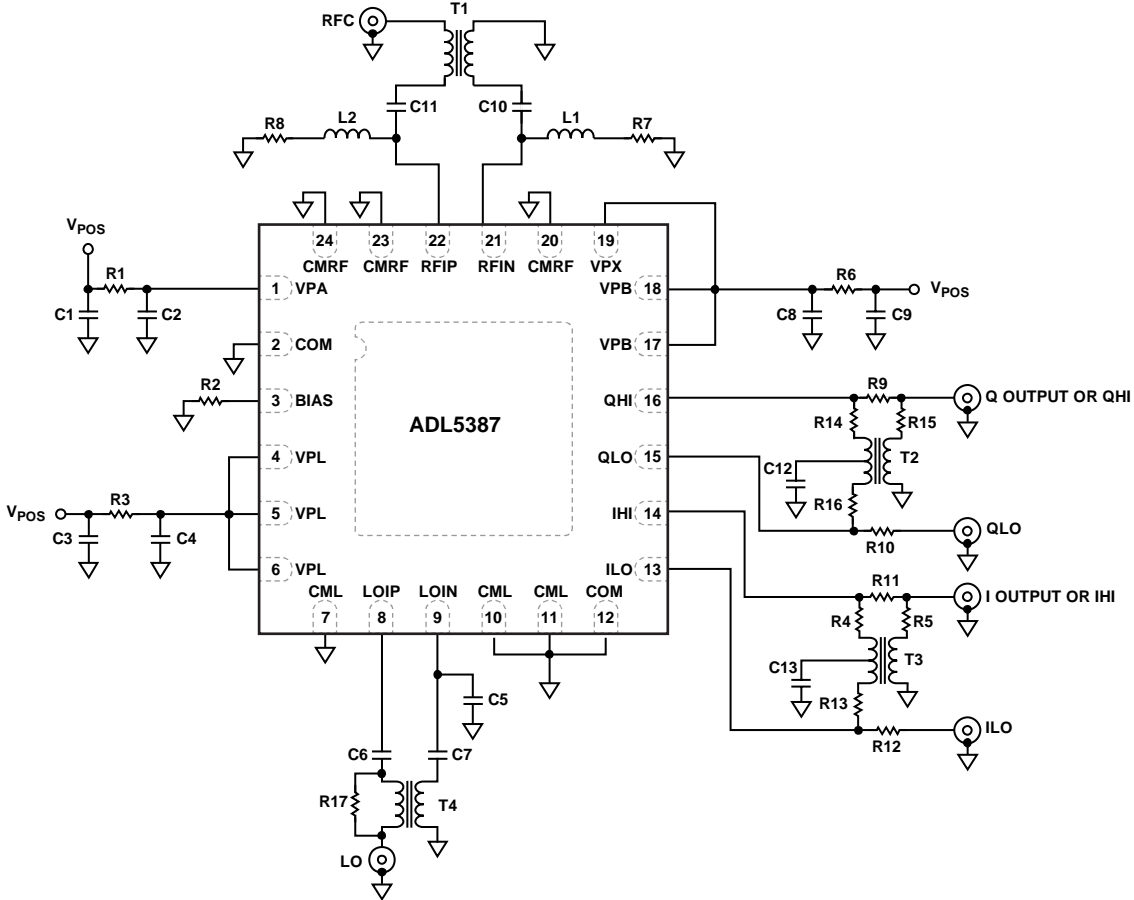 T1
RFC
C11
C10
R8
L2
L1
R7
VPOS
24
23
22
21
20
19
CMRF
CMRF
RFIP
RFIN
CMRF
VPX
R1
1 VPA
VPB 18
R6
VPOS
C1
C2
C8
C9
2 COM
VPB 17
R2
3 BIAS
ADL5387
QHI 16
R9
Q OUTPUT OR QHI
R14
R15
4 VPL
QLO 15
T2
C12
R16
VPOS
R3
5 VPL
IHI 14
QLO
C3
C4
R10
6 VPL
ILO 13
R11
I OUTPUT OR IHI
CML
LOIP
LOIN
CML
CML
COM
7
8
9
10
11
12
R4
R5
T3
C13
C5
R13
ILO
R12
C6
C7
R17
T4
LO